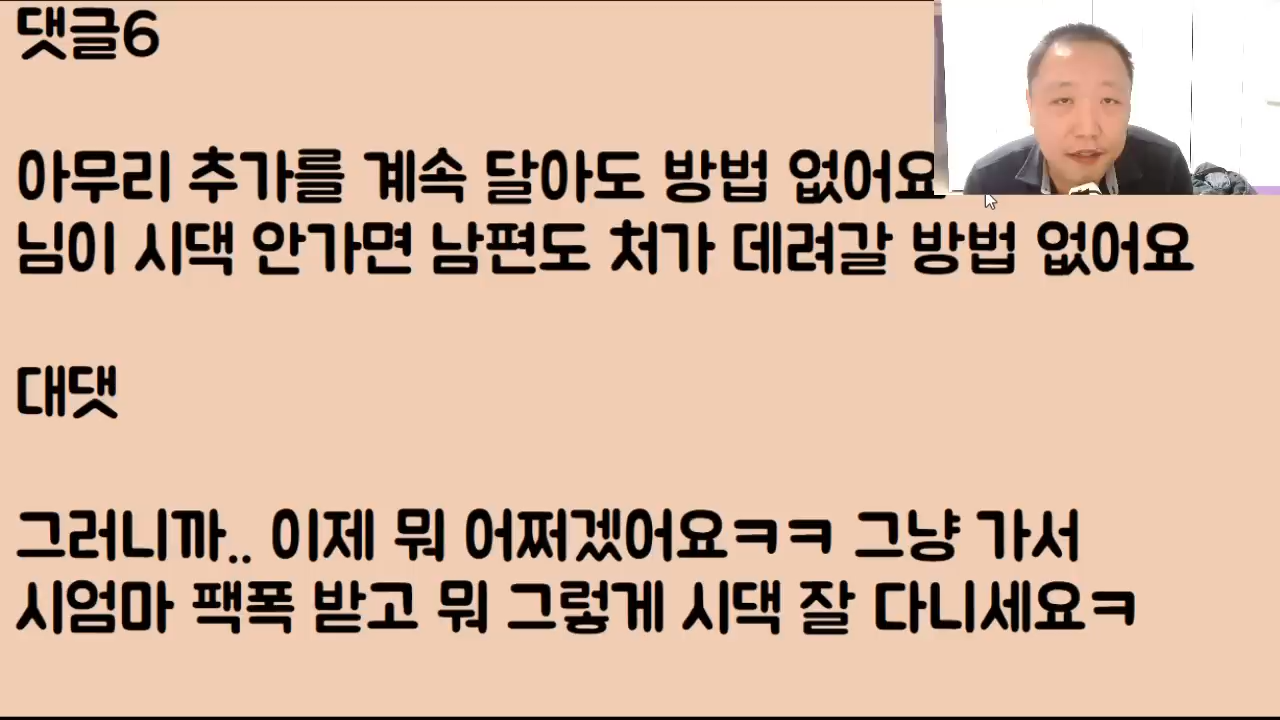 댓글6
아무리 추가를 계속 달아도 방법 없어요
님이 시댁 안가면 남편도 처가 데려갈 방법 없어요
대댓
그러니까.. 이제 뭐 어쩌겠어요ㅋㅋ 그냥 가서
시엄마 팩폭 받고 뭐 그렇게 시댁 잘 다니세요ㅋ